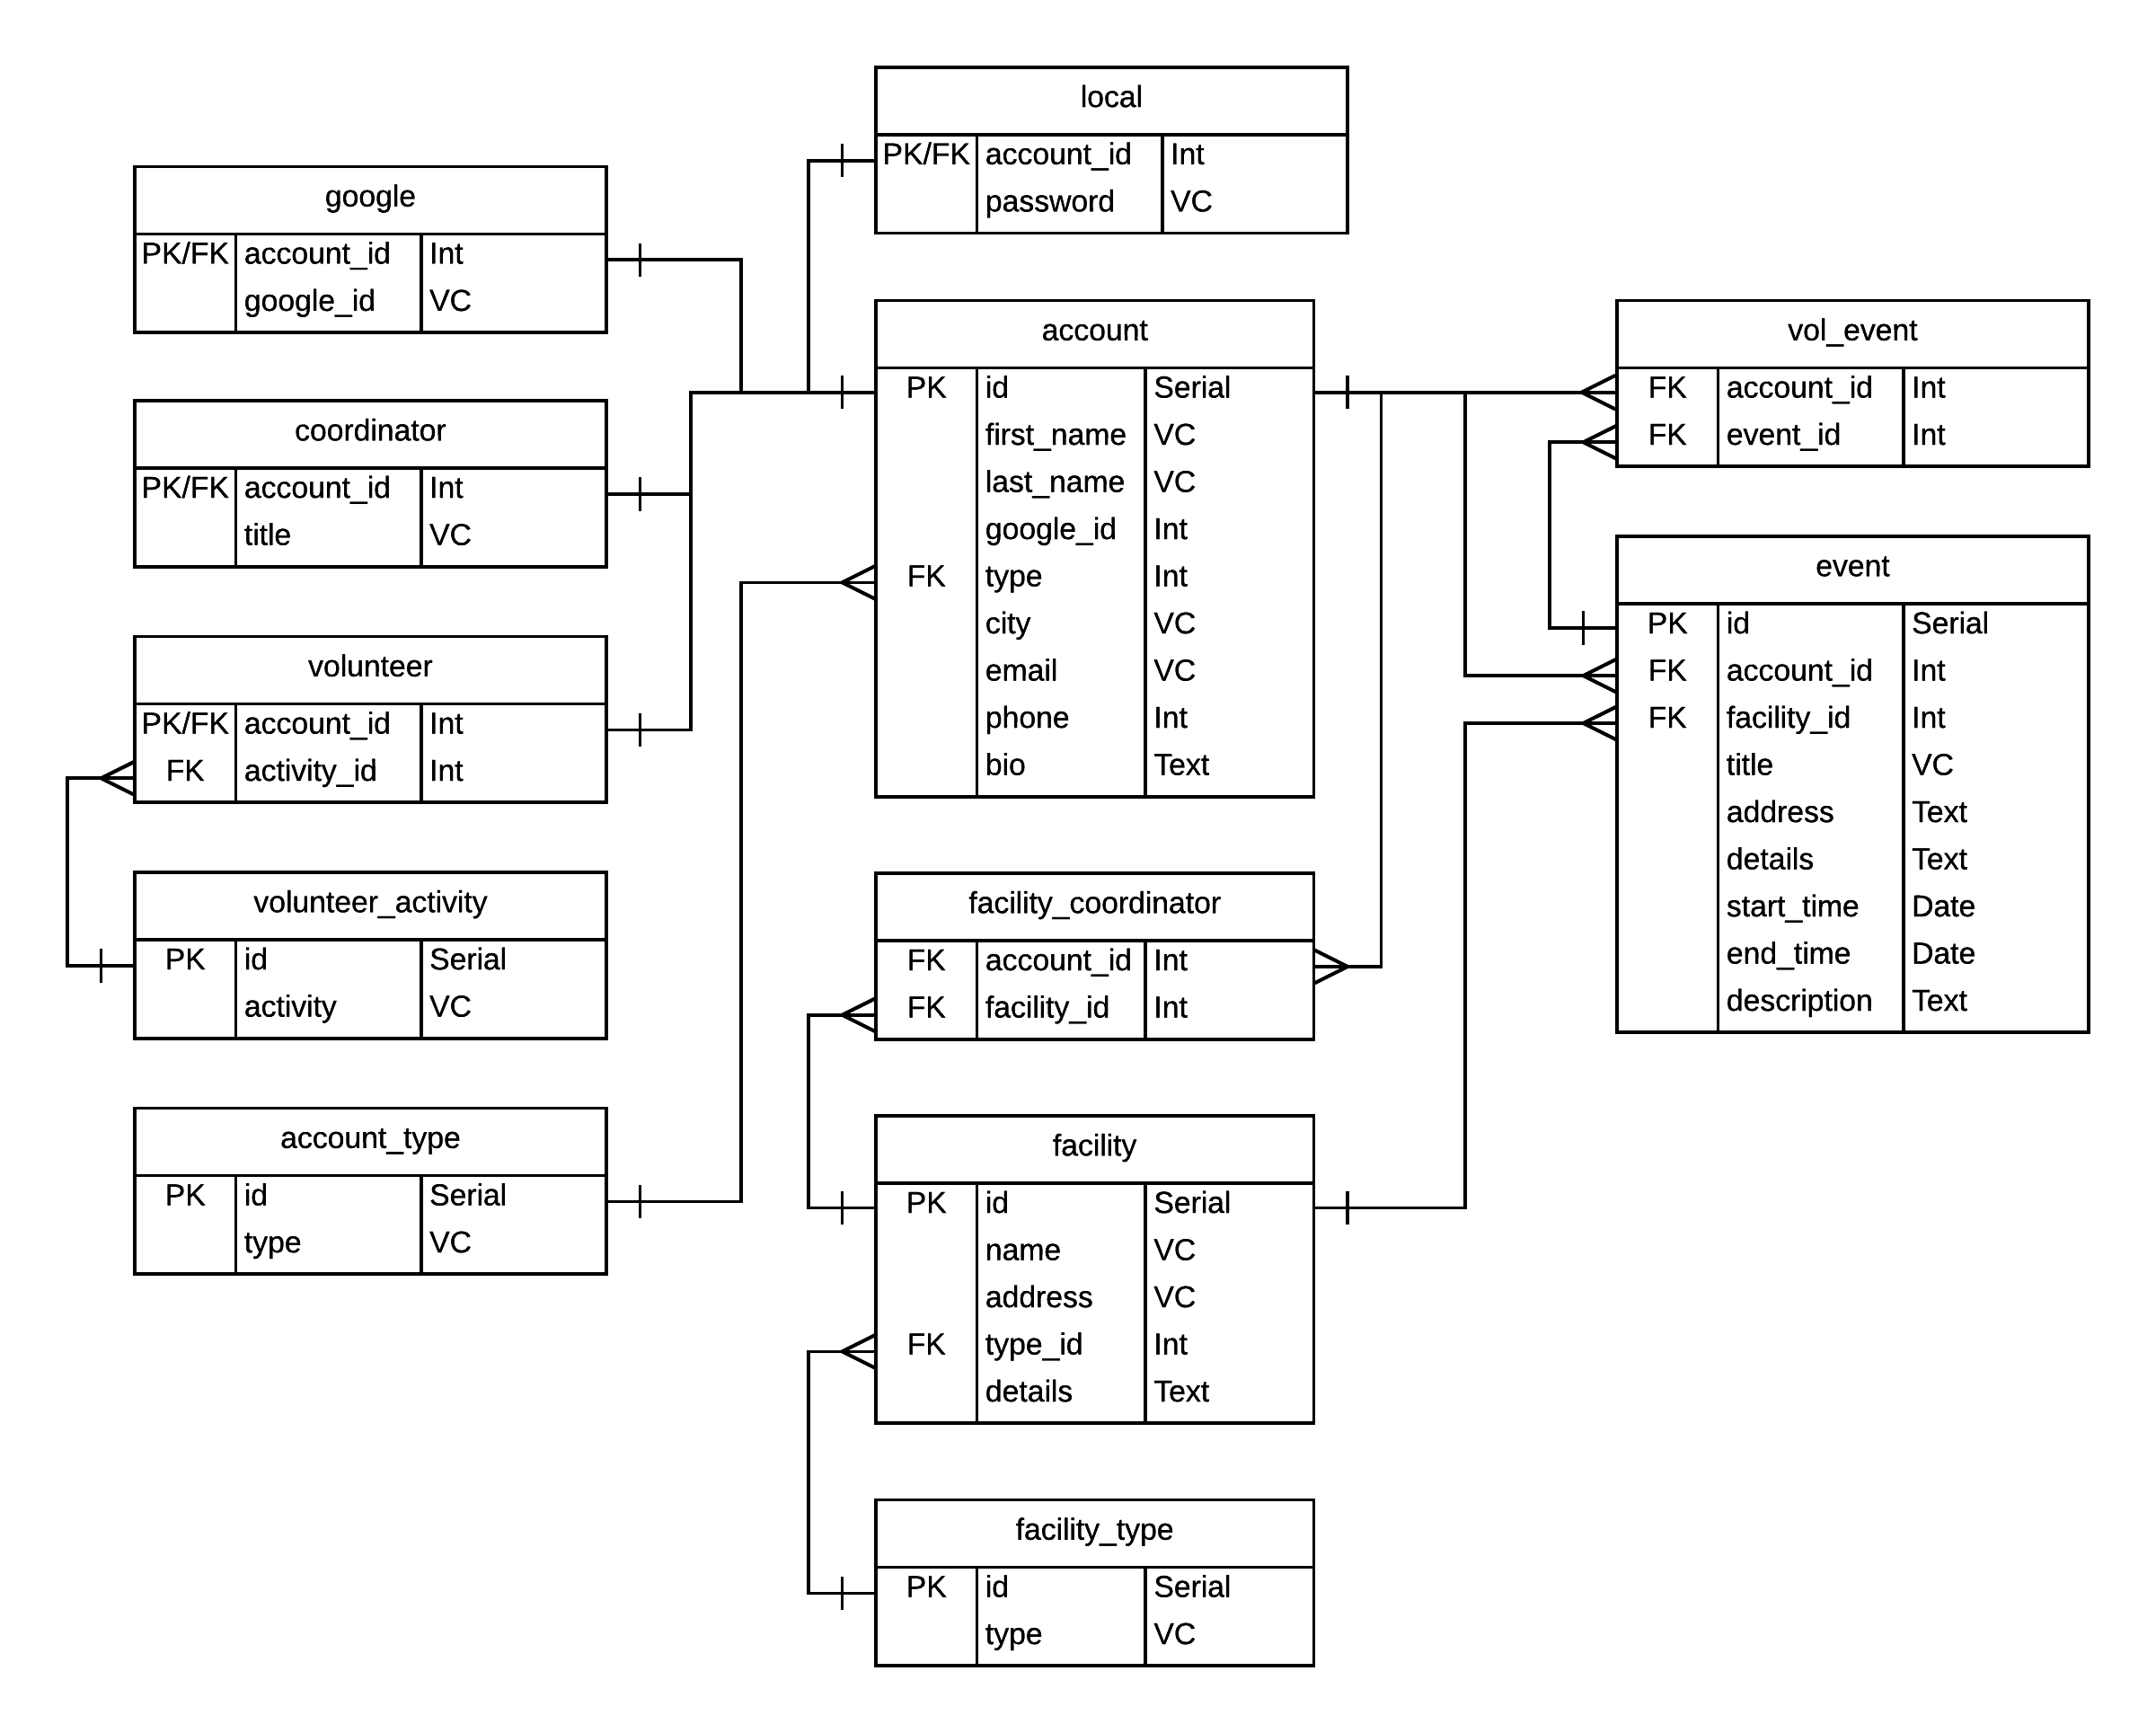 local
PK/FK account_id Int
password VC
google
PK/FK account_id Int
google_id VC
coordinator
PK/FK account_id Int
title VC
volunteer
PK/FK account_id Int
FK activity_id Int
volunteer_activity
PK id Serial
activity VC
account_type
PK id Serial
type VC
account
PK id Serial
first_name VC
last_name VC
google_id Int
FK type Int
city VC
email VC
phone Int
bio Text
facility_coordinator
FK account_id Int
FK facility_id Int
facility
PK id Serial
name VC
address VC
FK type_id Int
details Text
facility_type
PK id Serial
type VC
vol_event
FK account_id Int
FK event_id Int
event
PK id Serial
FK account_id Int
FK facility_id Int
title VC
address Text
details Text
start_time Date
end_time Date
description Text